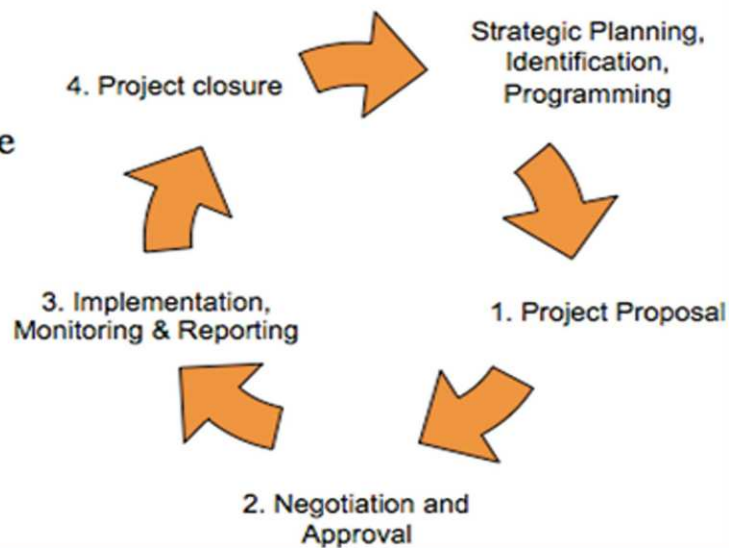 Strategic Planning,
Identification,
Programming
1. Project Proposal
2. Negotiation and
Approval
3. Implementation,
Monitoring & Reporting
4. Project closure
e